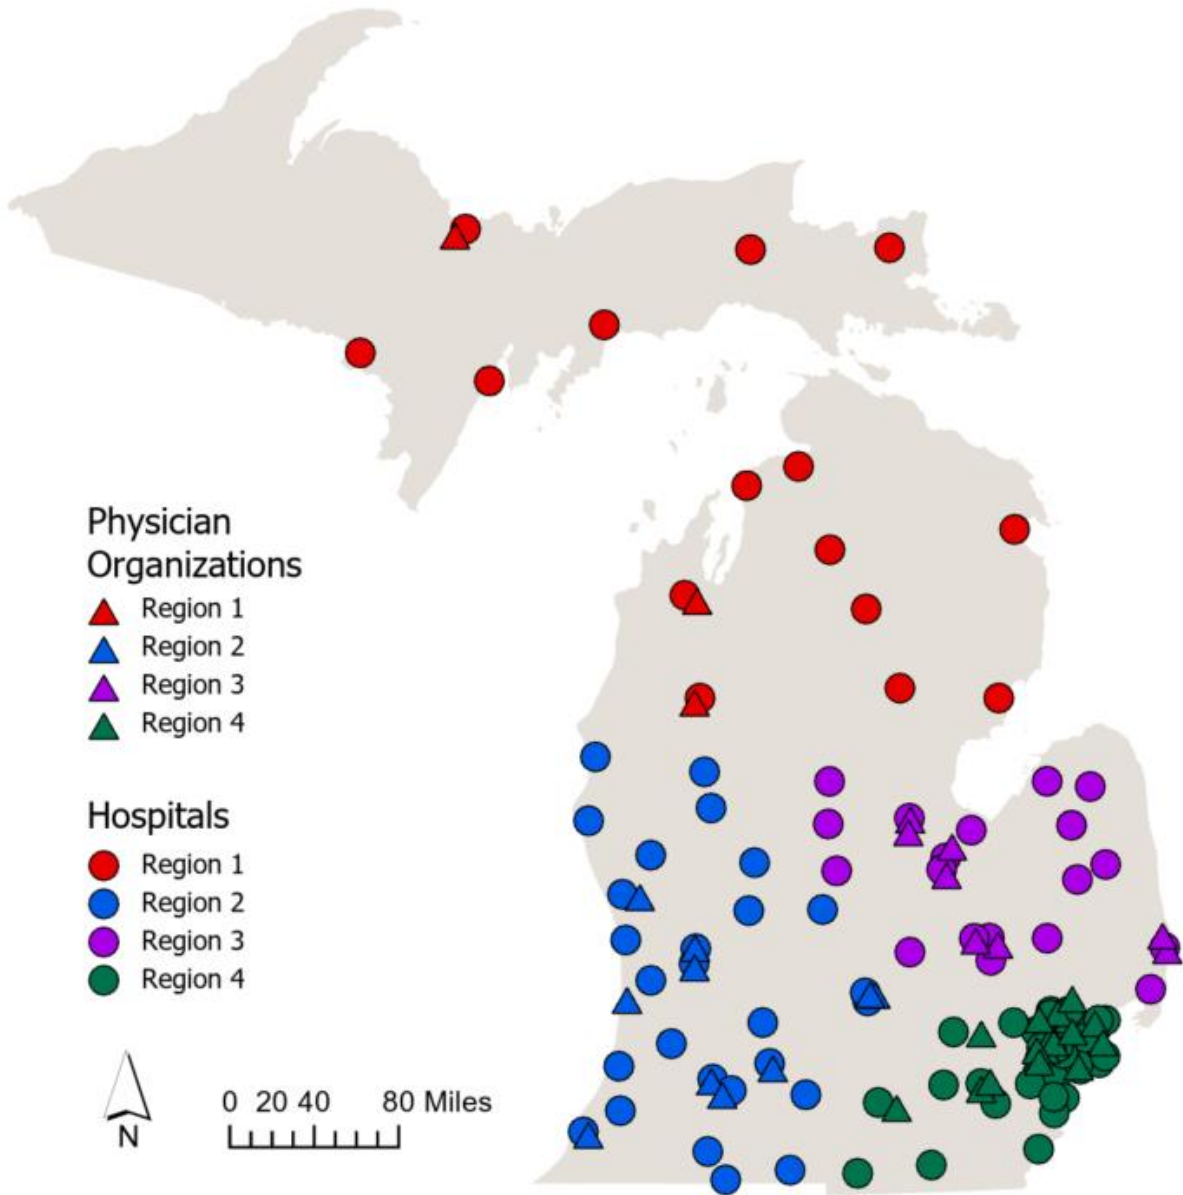 Physician
Organizations
Region 1
Region 2
Region 3
Region 4
Hospitals
Region 1
Region 2
Region 3
Region 4
N
0 20 40 80 Miles